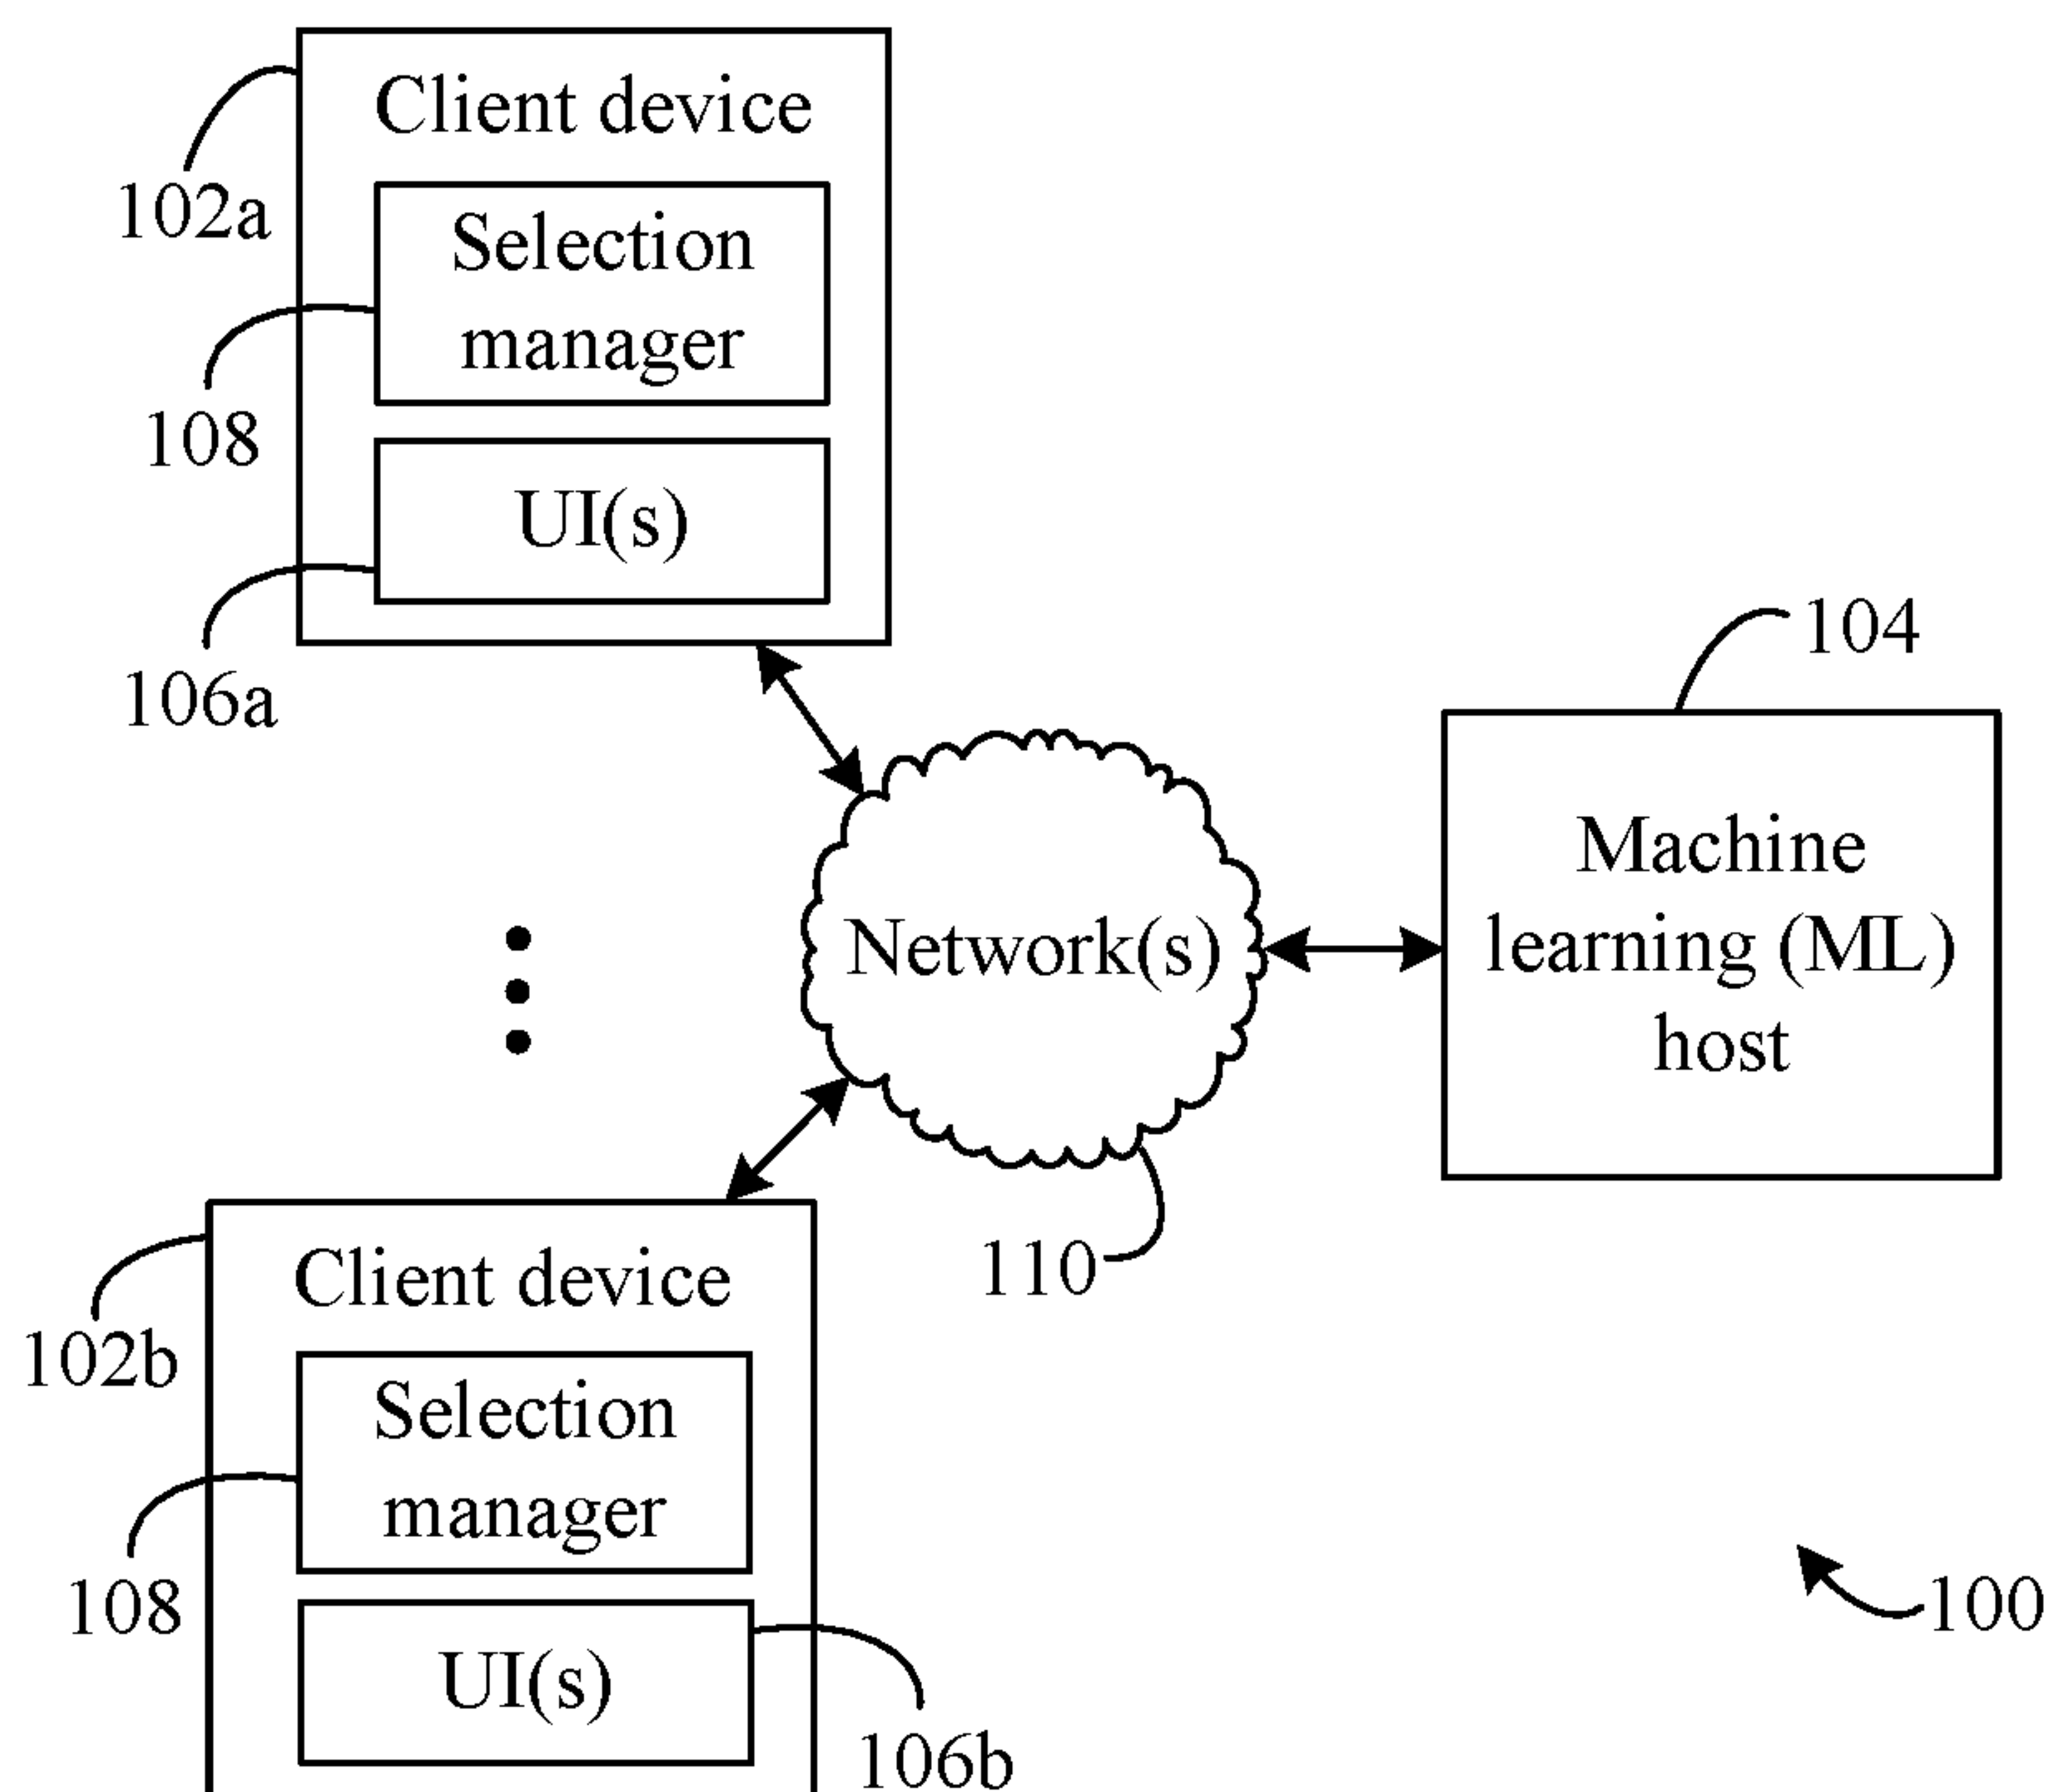 Client device
102a
Selection
manager
108
UI(s)
106a
104
Machine
learning (ML)
host
Network(s)
110
Client device
102b
Selection
manager
108
UI(s)
106b
100